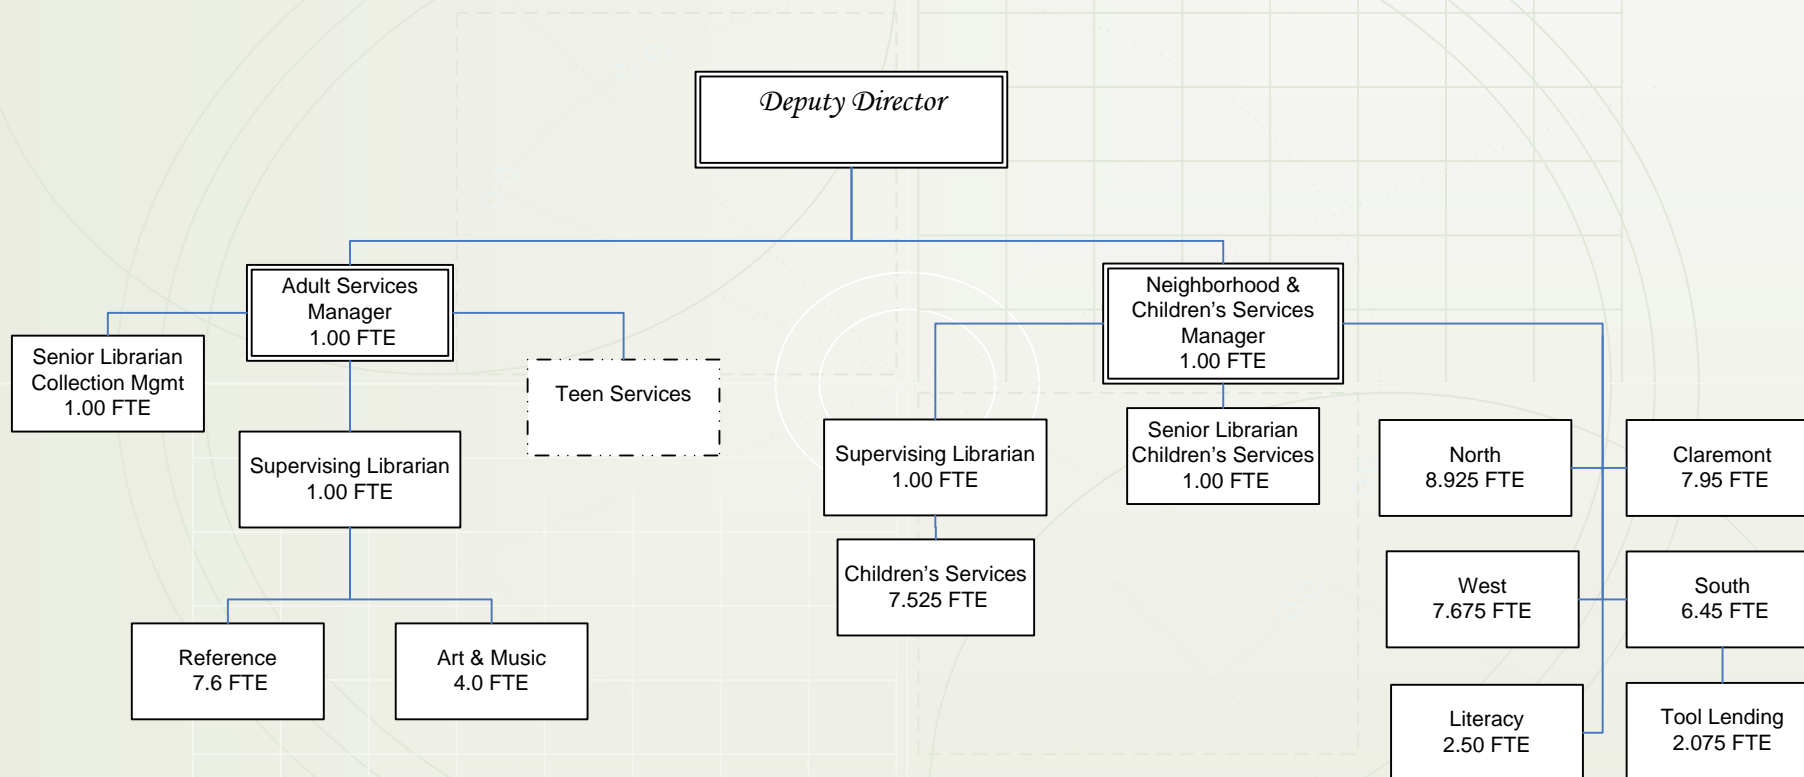 Deputy Director
Adult Services
Manager
1.00 FTE
Neighborhood &
Children's Services
Manager
1.00 FTE
Senior Librarian
Collection Mgmt
1.00 FTE
Teen Services
Supervising Librarian
1.00 FTE
Supervising Librarian
1.00 FTE
Senior Librarian
Children's Services
1.00 FTE
North
8.925 FTE
Claremont
7.95 FTE
Children's Services
7.525 FTE
West
7.675 FTE
South
6.45 FTE
Reference
7.6 FTE
Art & Music
4.0 FTE
Literacy
2.50 FTE
Tool Lending
2.075 FTE